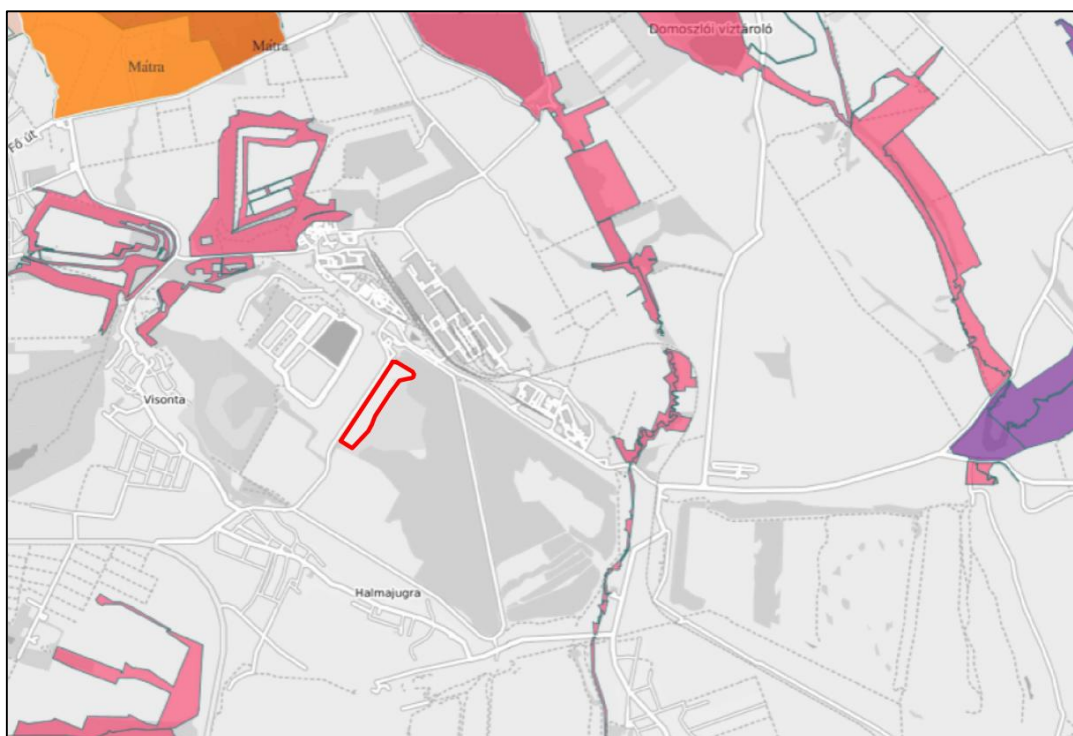 Domoszlói víztároló
Mátra
Mátra
Fő út
Visonta
Halmajugra